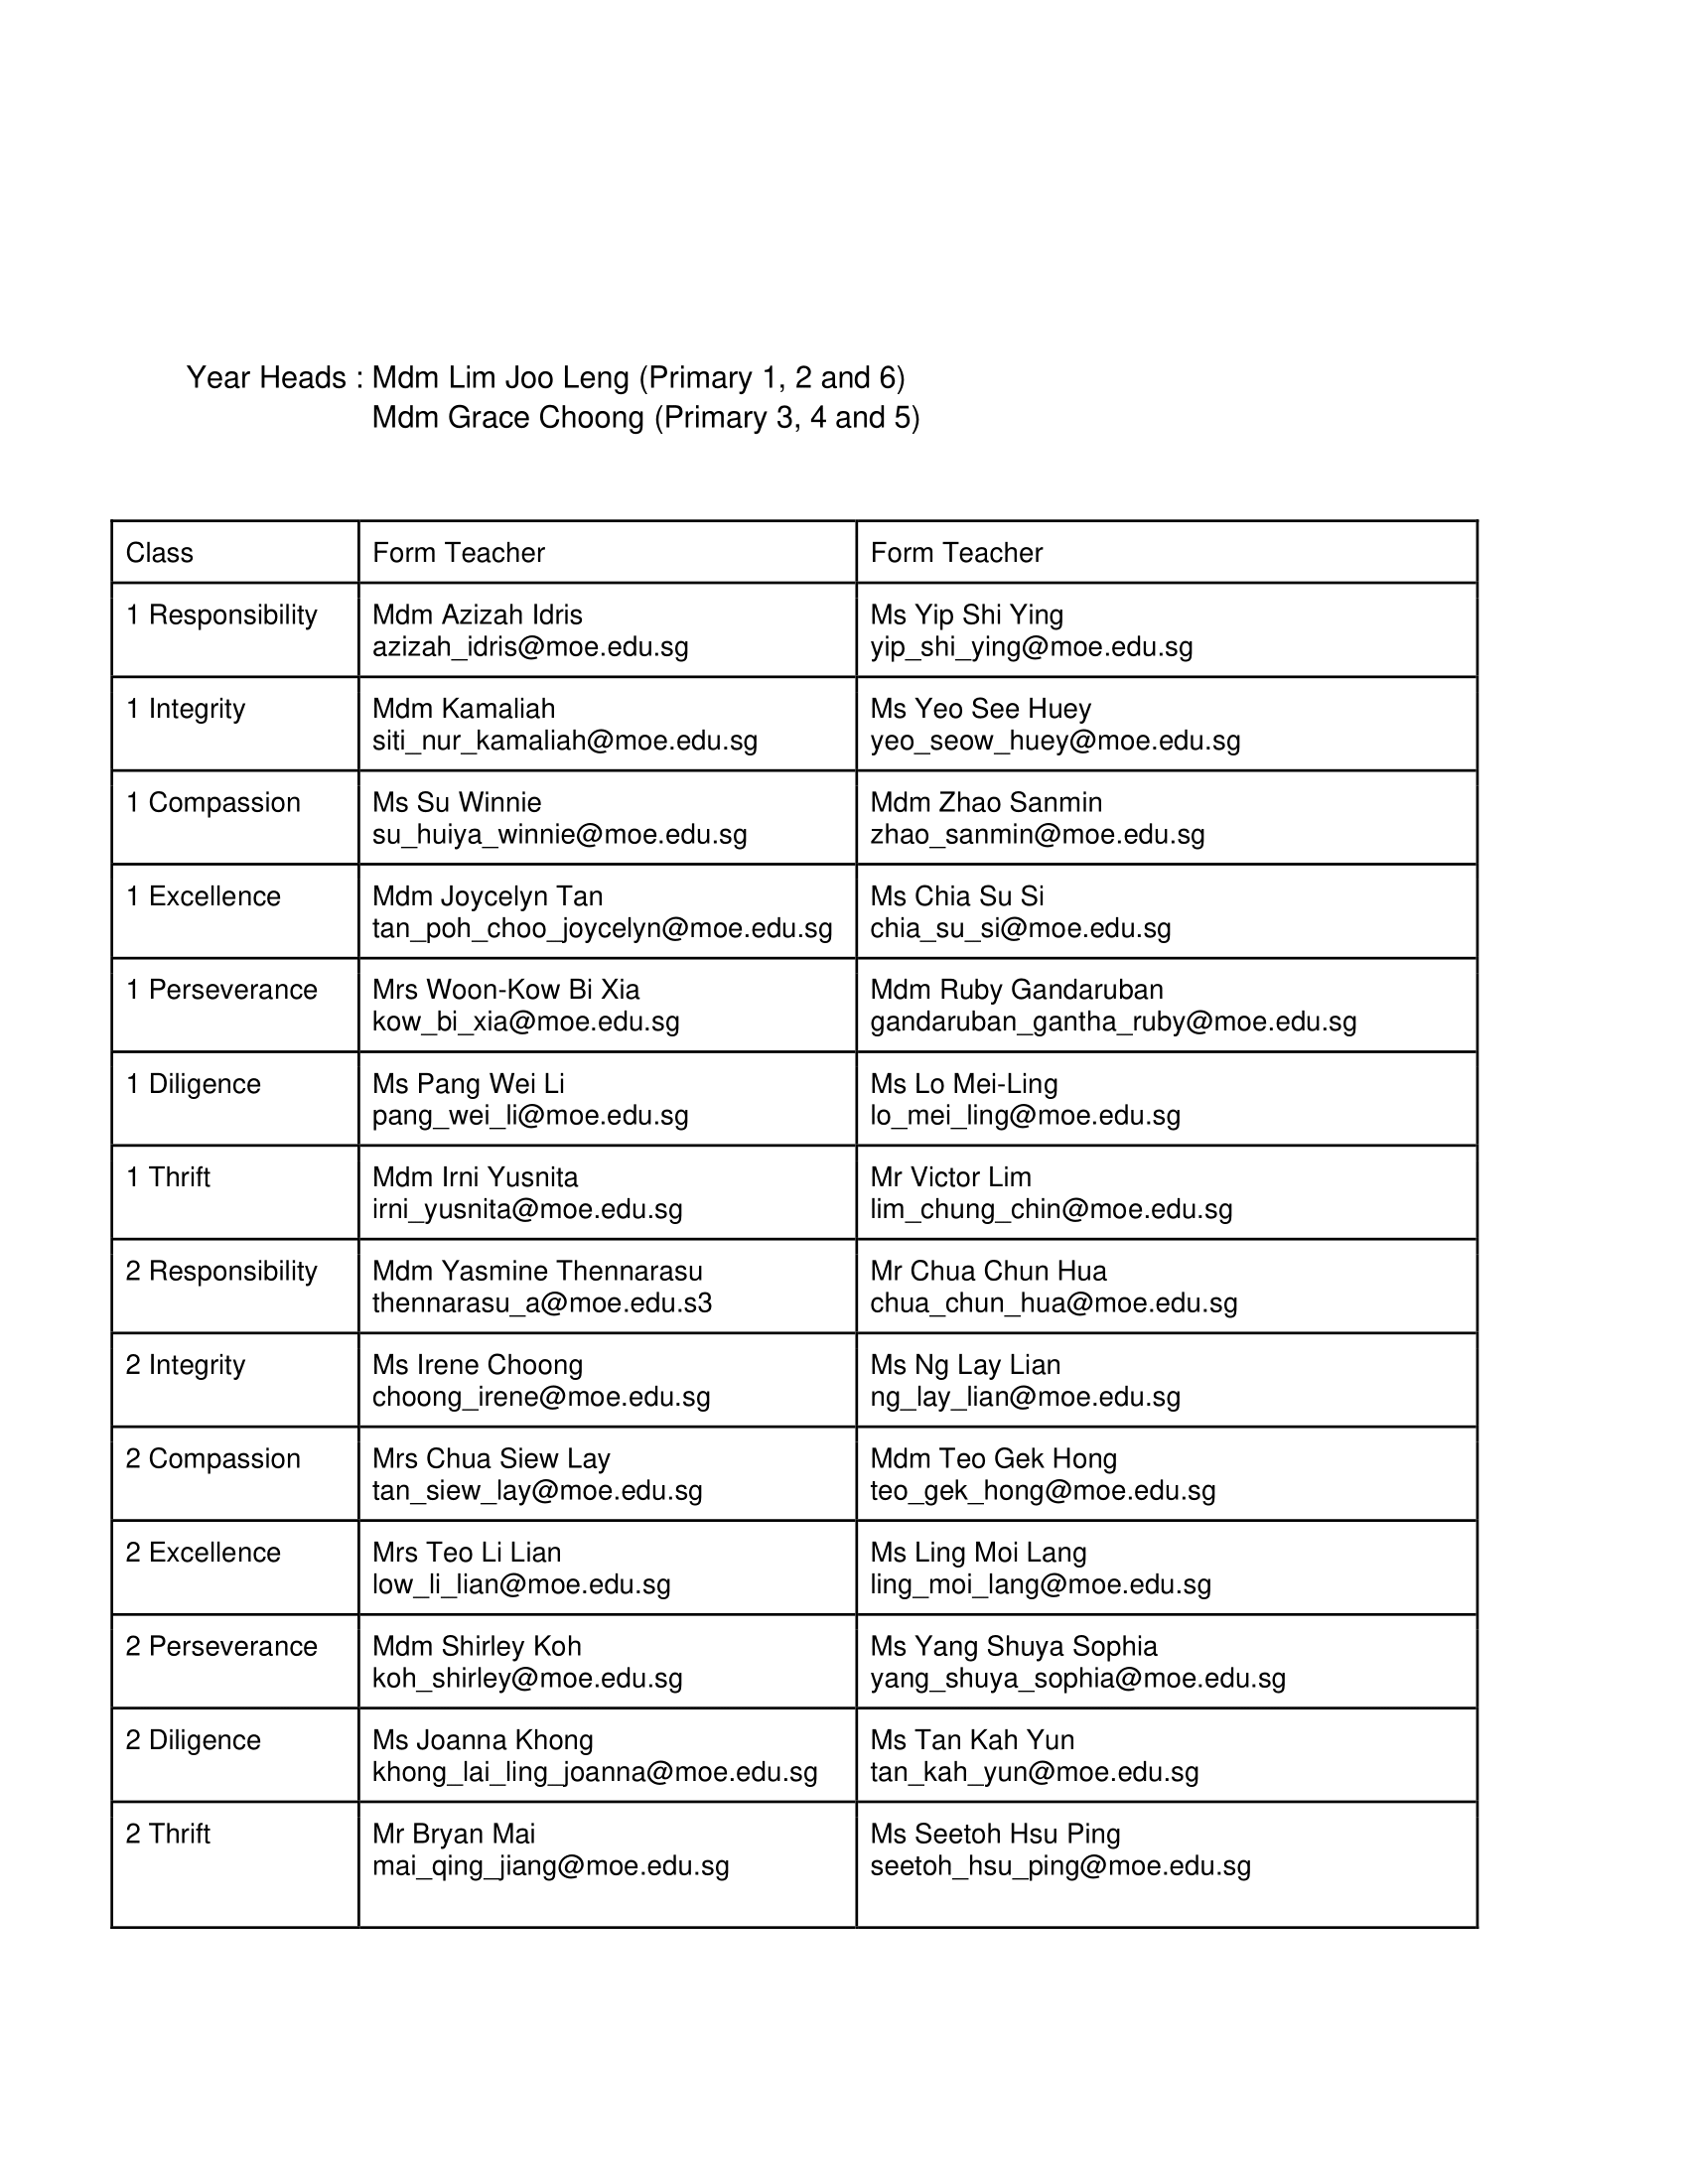 Year Heads : Mdm Lim Joo Leng (Primary 1, 2 and 6)
Mdm Grace Choong (Primary 3, 4 and 5)
Class Form Teacher Form Teacher
1 Responsibility Mdm Azizah Idris Ms Yip Shi Ying
azizah_idris@moe.edu.sg yip_shi_ying@moe.edu.sg
1 Integrity Mdm Kamaliah Ms Yeo See Huey
siti_nur_kamaliah@moe.edu.sg yeo_seow_huey@moe.edu.sg
1 Compassion Ms Su Winnie Mdm Zhao Sanmin
su_huiya_winnie@moe.edu.sg zhao_sanmin@moe.edu.sg
1 Excellence Mdm Joycelyn Tan Ms Chia Su Si
tan_poh_choo_joycelyn@moe.edu.sg chia_su_si@moe.edu.sg
1 Perseverance Mrs Woon-Kow Bi Xia Mdm Ruby Gandaruban
kow_bi_xia@moe.edu.sg gandaruban_gantha_ruby@moe.edu.sg
1 Diligence Ms Pang Wei Li Ms Lo Mei-Ling
pang_wei_li@moe.edu.sg lo_mei_ling@moe.edu.sg
1 Thrift Mdm Irni Yusnita Mr Victor Lim
irni_yusnita@moe.edu.sg lim_chung_chin@moe.edu.sg
2 Responsibility Mdm Yasmine Thennarasu Mr Chua Chun Hua
thennarasu_a@moe.edu.s3 chua_chun_hua@moe.edu.sg
2 Integrity Ms Irene Choong Ms Ng Lay Lian
choong_irene@moe.edu.sg ng_lay_lian@moe.edu.sg
2 Compassion Mrs Chua Siew Lay Mdm Teo Gek Hong
tan_siew_lay@moe.edu.sg teo_gek_hong@moe.edu.sg
2 Excellence Mrs Teo Li Lian Ms Ling Moi Lang
low_li_lian@moe.edu.sg ling_moi_lang@moe.edu.sg
2 Perseverance Mdm Shirley Koh Ms Yang Shuya Sophia
koh_shirley@moe.edu.sg yang_shuya_sophia@moe.edu.sg
2 Diligence Ms Joanna Khong Ms Tan Kah Yun
khong_lai_ling_joanna@moe.edu.sg tan_kah_yun@moe.edu.sg
2 Thrift Mr Bryan Mai Ms Seetoh Hsu Ping
mai_qing_jiang@moe.edu.sg seetoh_hsu_ping@moe.edu.sg